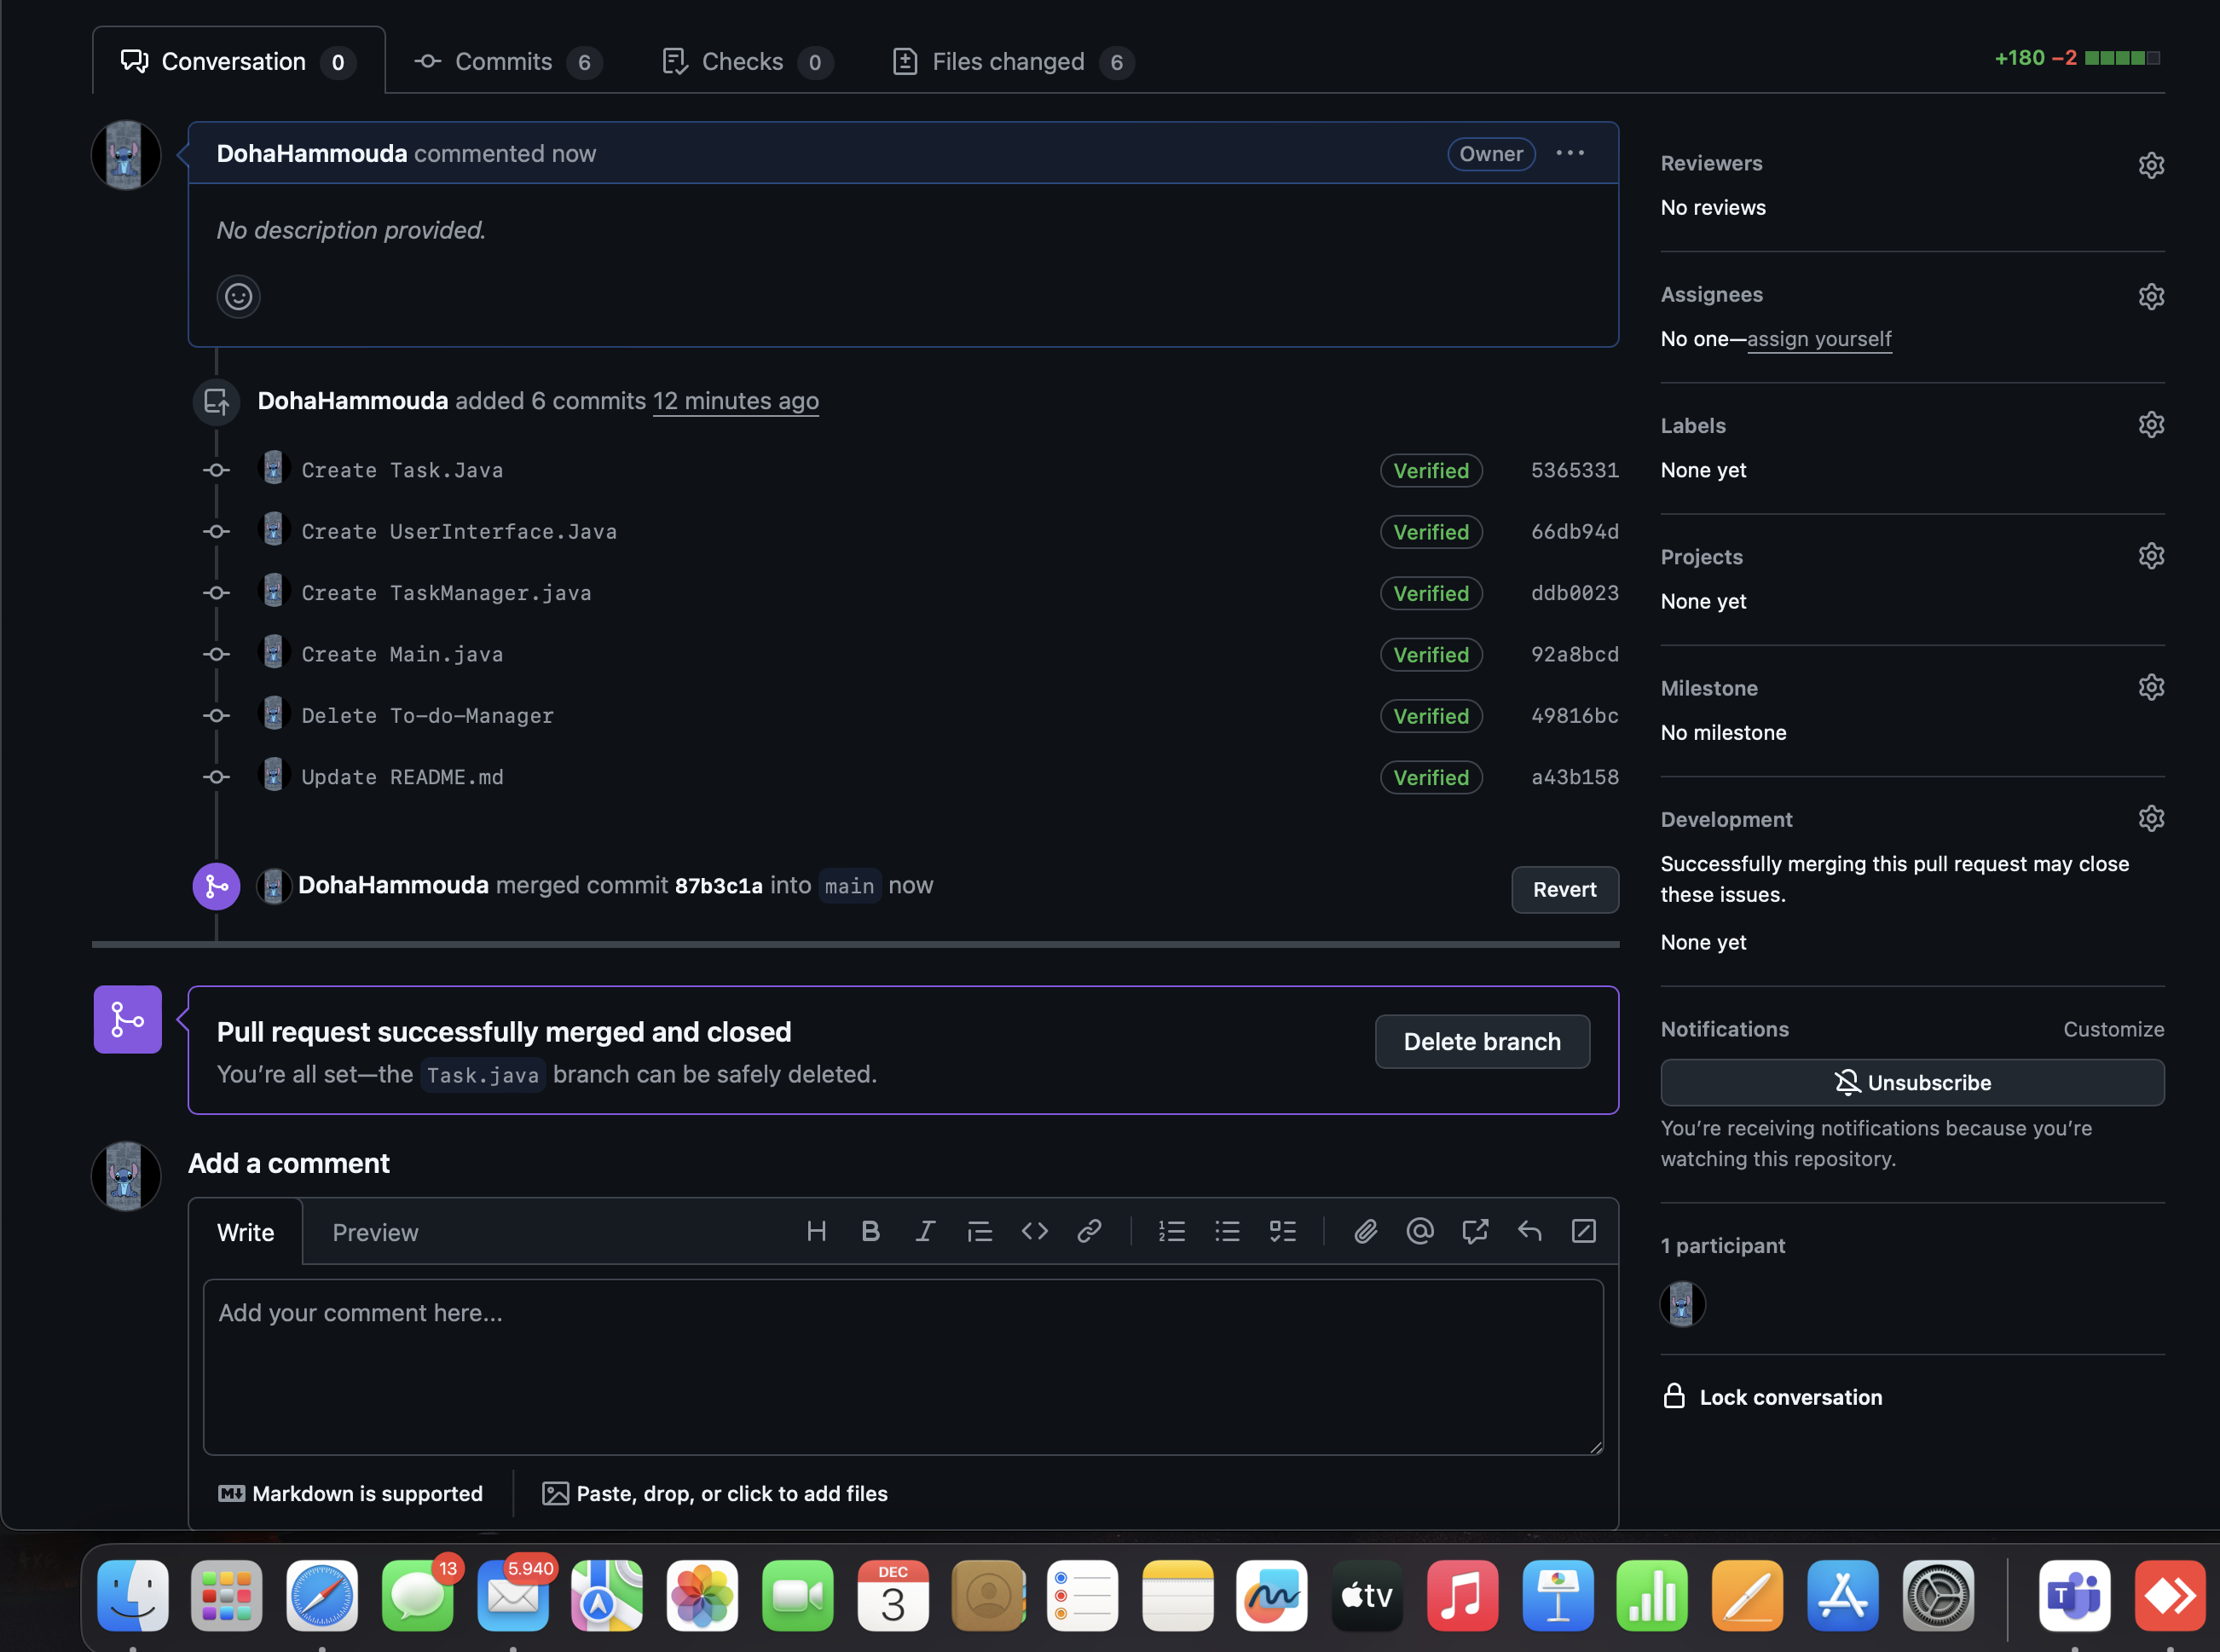 Conversation 0
Commits 6
Checks 0
Files changed 6
+180 −2
DohaHammouda commented now
Owner
No description provided.
DohaHammouda added 6 commits 12 minutes ago
Create Task.Java Verified 5365331
Create UserInterface.Java Verified 66db94d
Create TaskManager.java Verified ddb0023
Create Main.java Verified 92a8bcd
Delete To-do-Manager Verified 49816bc
Update README.md Verified a43b158
DohaHammouda merged commit 87b3c1a into main now
Revert
Pull request successfully merged and closed
You’re all set—the Task.java branch can be safely deleted.
Delete branch
Add a comment
Write
Preview
Add your comment here...
Markdown is supported
Paste, drop, or click to add files
Reviewers
No reviews
Assignees
No one—assign yourself
Labels
None yet
Projects
None yet
Milestone
No milestone
Development
Successfully merging this pull request may close
these issues.
None yet
Notifications
Customize
Unsubscribe
You’re receiving notifications because you’re
watching this repository.
1 participant
Lock conversation
13
5.940
DEC
3
tv
T